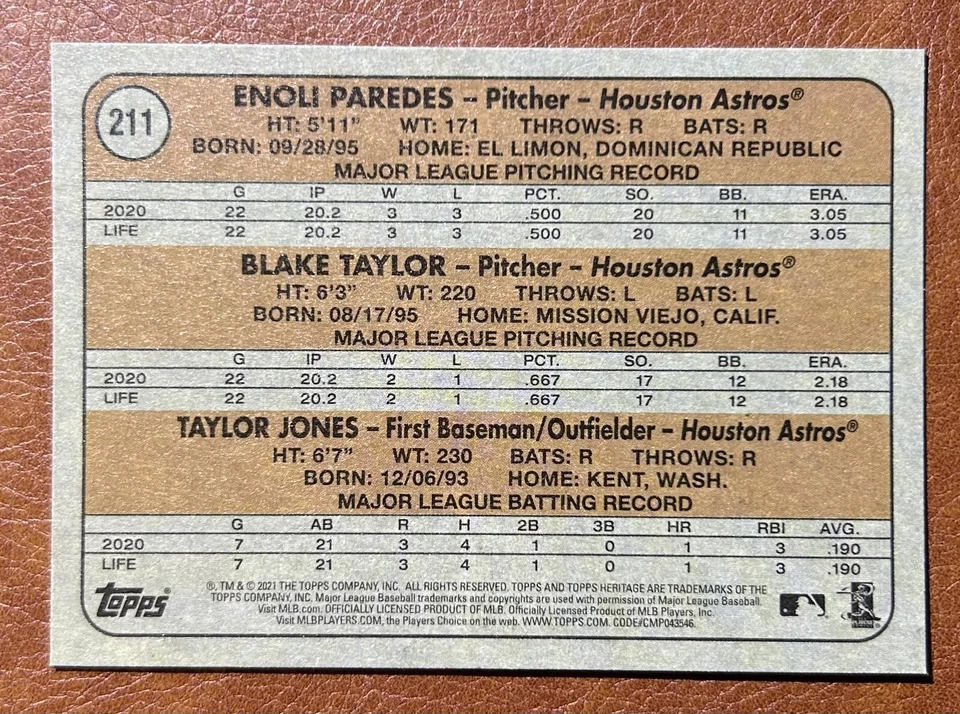 211
ENOLI PAREDES – Pitcher – Houston Astros®
HT: 5'11" WT: 171 THROWS: R BATS: R
BORN: 09/28/95 HOME: EL LIMON, DOMINICAN REPUBLIC
MAJOR LEAGUE PITCHING RECORD
G IP W L PCT. SO. BB. ERA.
2020 22 20.2 3 3 .500 20 11 3.05
LIFE 22 20.2 3 3 .500 20 11 3.05
BLAKE TAYLOR – Pitcher – Houston Astros®
HT: 6'3" WT: 220 THROWS: L BATS: L
BORN: 08/17/95 HOME: MISSION VIEJO, CALIF.
MAJOR LEAGUE PITCHING RECORD
G IP W L PCT. SO. BB. ERA.
2020 22 20.2 2 1 .667 17 12 2.18
LIFE 22 20.2 2 1 .667 17 12 2.18
TAYLOR JONES – First Baseman/Outfielder – Houston Astros®
HT: 6'7" WT: 230 BATS: R THROWS: R
BORN: 12/06/93 HOME: KENT, WASH.
MAJOR LEAGUE BATTING RECORD
G AB R H 2B 3B HR RBI AVG.
2020 7 21 3 4 1 0 1 3 .190
LIFE 7 21 3 4 1 0 1 3 .190
topps
®, TM & © 2021 THE TOPPS COMPANY, INC. ALL RIGHTS RESERVED. TOPPS AND TOPPS HERITAGE ARE TRADEMARKS OF THE
TOPPS COMPANY, INC. Major League Baseball trademarks and copyrights are used with permission of Major League Baseball.
Visit MLB.com. OFFICIALLY LICENSED PRODUCT OF MLB. Officially Licensed Product of MLB Players, Inc.
Visit MLBPLAYERS.COM, the Players Choice on the web. WWW.TOPPS.COM. CODE#CMP043546.